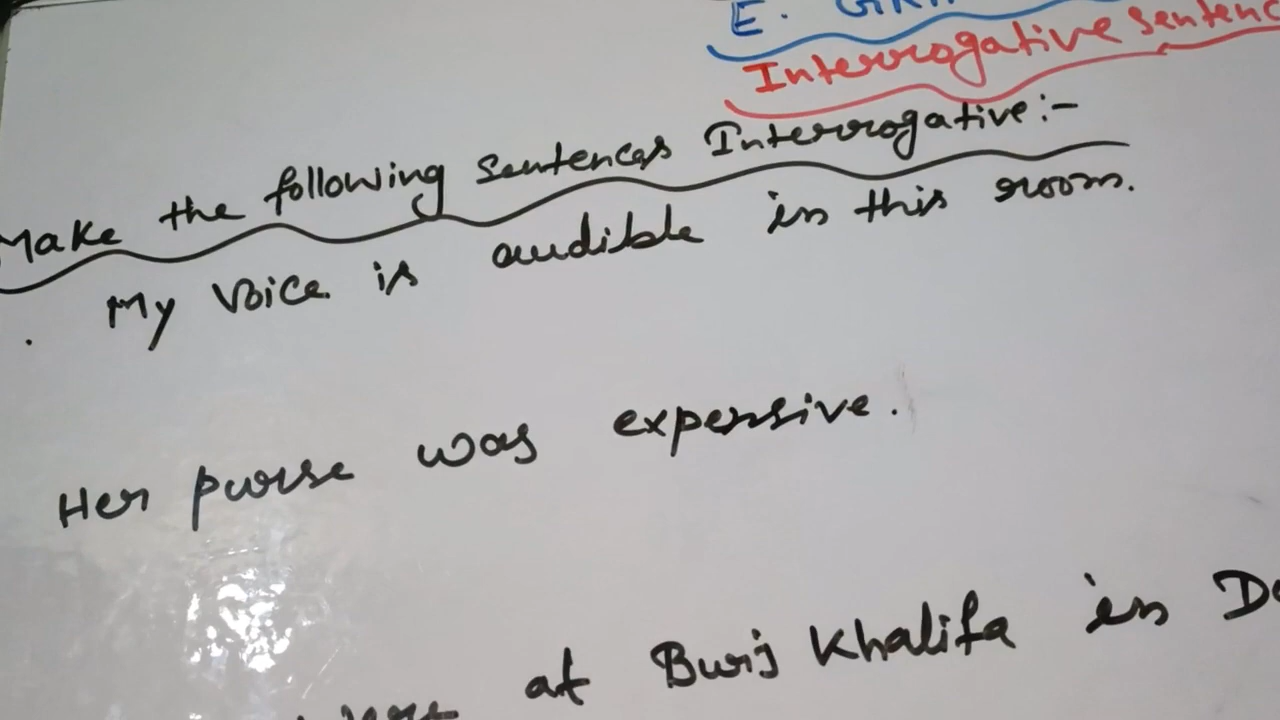 E.
Interrogative Sentenc
Make the following Sentences Interrogative:-
. My Voice is audible in this room.
Her purse was expensive.
at Burj Khalifa in D